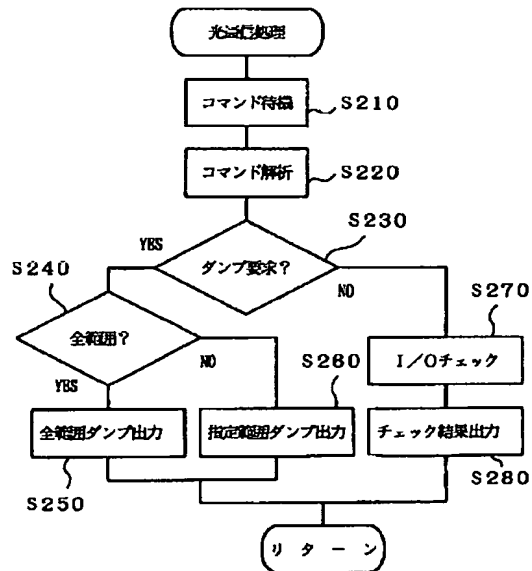 光通信処理
コマンド待機
S210
コマンド解析
S220
S230
YES
ダンプ要求?
S240
NO
S270
全範囲?
I/Oチェック
NO
S260
YES
全範囲ダンプ出力
指定範囲ダンプ出力
チェック結果出力
S250
S280
リターン